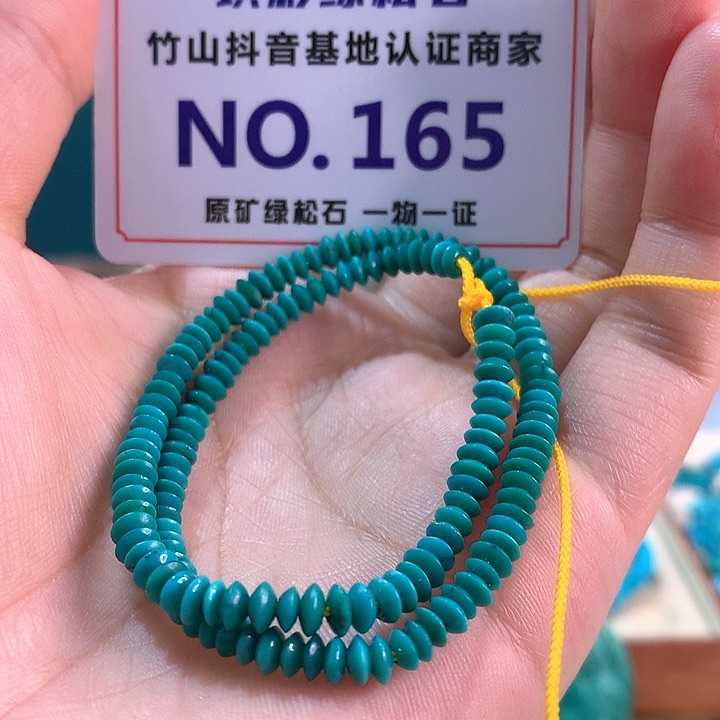 竹山抖音基地认证商家
NO.165
原矿绿松石 一物一证